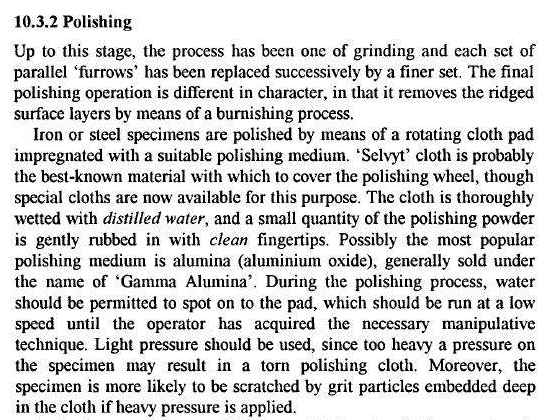 10.3.2 Polishing
Up to this stage, the process has been one of grinding and each set of
parallel ‘furrows’ has been replaced successively by a finer set. The final
polishing operation is different in character, in that it removes the ridged
surface layers by means of a burnishing process.
Iron or steel specimens are polished by means of a rotating cloth pad
impregnated with a suitable polishing medium. ‘Selvyt’ cloth is probably
the best-known material with which to cover the polishing wheel, though
special cloths are now available for this purpose. The cloth is thoroughly
wetted with distilled water, and a small quantity of the polishing powder
is gently rubbed in with clean fingertips. Possibly the most popular
polishing medium is alumina (aluminium oxide), generally sold under
the name of ‘Gamma Alumina’. During the polishing process, water
should be permitted to spot on to the pad, which should be run at a low
speed until the operator has acquired the necessary manipulative
technique. Light pressure should be used, since too heavy a pressure on
the specimen may result in a torn polishing cloth. Moreover, the
specimen is more likely to be scratched by grit particles embedded deep
in the cloth if heavy pressure is applied.